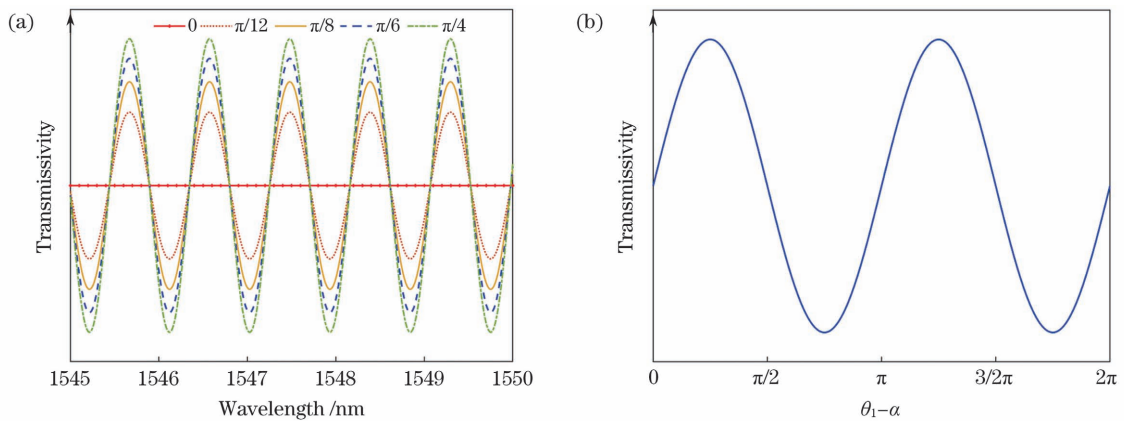 (a)
0 π/12 π/8 π/6 π/4
Transmissivity
1545 1546 1547 1548 1549 1550
Wavelength /nm
(b)
Transmissivity
0 π/2 π 3/2π 2π
θ₁−α